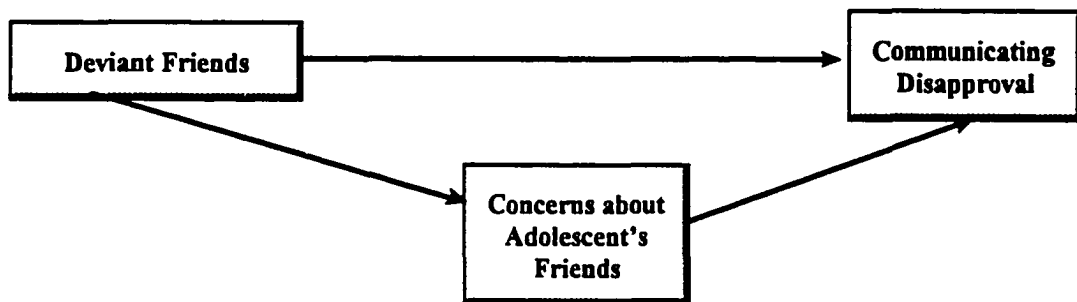 Deviant Friends
Communicating
Disapproval
Concerns about
Adolescent's
Friends